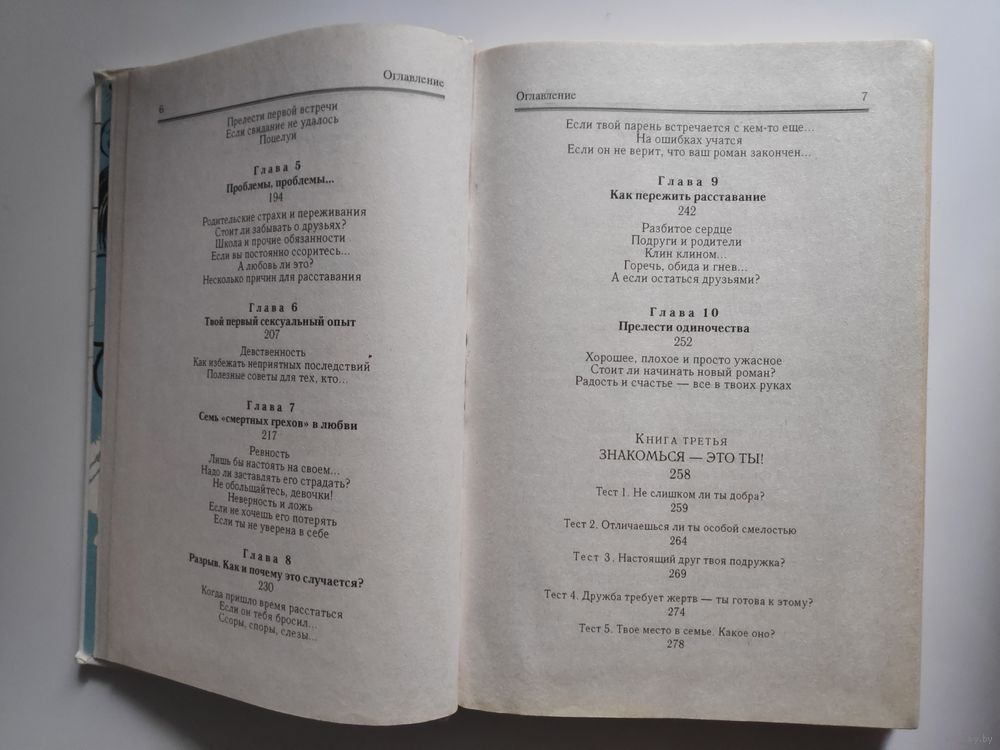 6
Оглавление
Прелести первой встречи
Если свидание не удалось
Поцелуи
Глава 5
Проблемы, проблемы...
194
Родительские страхи и переживания
Стоит ли забывать о друзьях?
Школа и прочие обязанности
Если вы постоянно ссоритесь...
А любовь ли это?
Несколько причин для расставания
Глава 6
Твой первый сексуальный опыт
207
Девственность
Как избежать неприятных последствий
Полезные советы для тех, кто...
Глава 7
Семь «смертных грехов» в любви
217
Ревность
Лишь бы настоять на своем...
Надо ли заставлять его страдать?
Не обольщайтесь, девочки!
Неверность и ложь
Если не хочешь его потерять
Если ты не уверена в себе
Глава 8
Разрыв. Как и почему это случается?
230
Когда пришло время расстаться
Если он тебя бросил...
Ссоры, споры, слезы...
Оглавление
7
Если твой парень встречается с кем-то еще...
На ошибках учатся
Если он не верит, что ваш роман закончен...
Глава 9
Как пережить расставание
242
Разбитое сердце
Подруги и родители
Клин клином...
Горечь, обида и гнев...
А если остаться друзьями?
Глава 10
Прелести одиночества
252
Хорошее, плохое и просто ужасное
Стоит ли начинать новый роман?
Радость и счастье — все в твоих руках
Книга третья
ЗНАКОМЬСЯ — ЭТО ТЫ!
258
Тест 1. Не слишком ли ты добра?
259
Тест 2. Отличаешься ли ты особой смелостью
264
Тест 3. Настоящий друг твоя подружка?
269
Тест 4. Дружба требует жертв — ты готова к этому?
274
Тест 5. Твое место в семье. Какое оно?
278